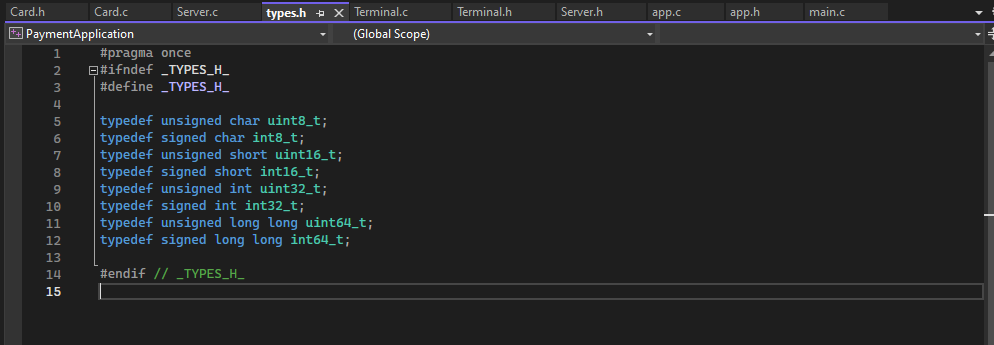 Card.h Card.c Server.c types.h Terminal.c Terminal.h Server.h app.c app.h main.c
PaymentApplication (Global Scope)
1 #pragma once
2 #ifndef _TYPES_H_
3 #define _TYPES_H_
4
5 typedef unsigned char uint8_t;
6 typedef signed char int8_t;
7 typedef unsigned short uint16_t;
8 typedef signed short int16_t;
9 typedef unsigned int uint32_t;
10 typedef signed int int32_t;
11 typedef unsigned long long uint64_t;
12 typedef signed long long int64_t;
13
14 #endif // _TYPES_H_
15